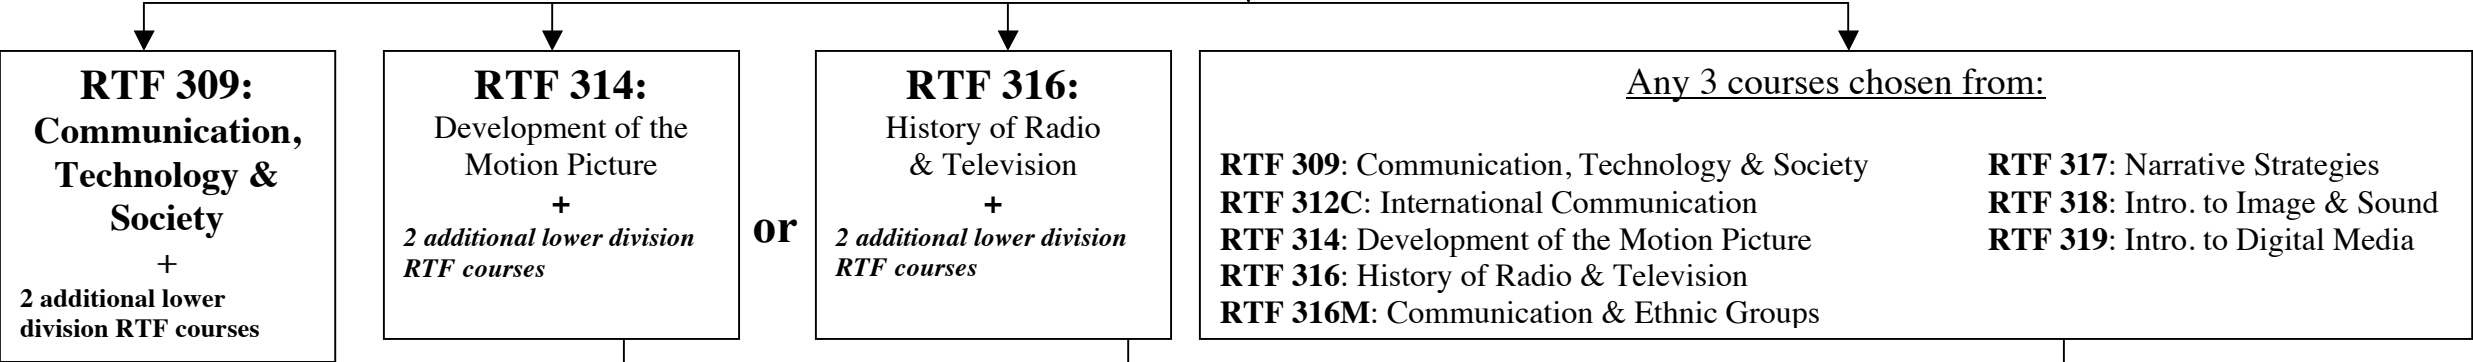 RTF 309:
Communication,
Technology &
Society
+
2 additional lower
division RTF courses
RTF 314:
Development of the
Motion Picture
+
2 additional lower division
RTF courses
or
RTF 316:
History of Radio
& Television
+
2 additional lower division
RTF courses
Any 3 courses chosen from:
RTF 309: Communication, Technology & Society
RTF 312C: International Communication
RTF 314: Development of the Motion Picture
RTF 316: History of Radio & Television
RTF 316M: Communication & Ethnic Groups
RTF 317: Narrative Strategies
RTF 318: Intro. to Image & Sound
RTF 319: Intro. to Digital Media